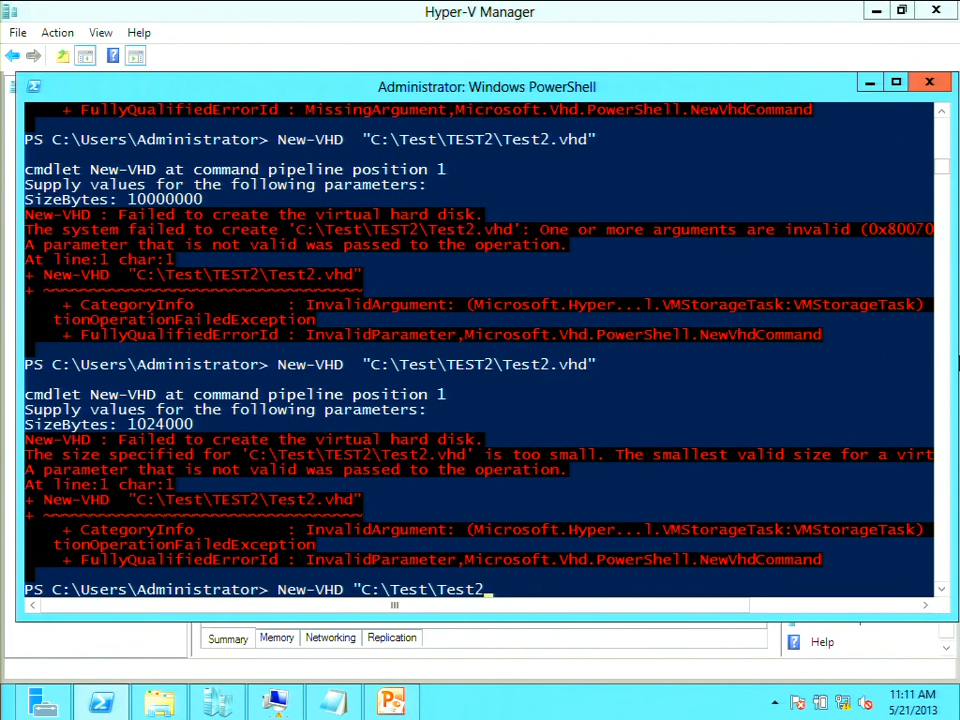 Hyper-V Manager
File Action View Help
Administrator: Windows PowerShell
+ FullyQualifiedErrorId : MissingArgument,Microsoft.Vhd.PowerShell.NewVhdCommand
PS C:\Users\Administrator> New-VHD "C:\Test\TEST2\Test2.vhd"
cmdlet New-VHD at command pipeline position 1
Supply values for the following parameters:
SizeBytes: 10000000
New-VHD : Failed to create the virtual hard disk.
The system failed to create 'C:\Test\TEST2\Test2.vhd': One or more arguments are invalid (0x80070
A parameter that is not valid was passed to the operation.
At line:1 char:1
+ New-VHD "C:\Test\TEST2\Test2.vhd"
+ ~~~~~~~~~~~~~~~~~~~~~~~~~~~~~~~~~~
+ CategoryInfo : InvalidArgument: (Microsoft.Hyper...l.VMStorageTask:VMStorageTask)
tionOperationFailedException
+ FullyQualifiedErrorId : InvalidParameter,Microsoft.Vhd.PowerShell.NewVhdCommand
PS C:\Users\Administrator> New-VHD "C:\Test\TEST2\Test2.vhd"
cmdlet New-VHD at command pipeline position 1
Supply values for the following parameters:
SizeBytes: 1024000
New-VHD : Failed to create the virtual hard disk.
The size specified for 'C:\Test\TEST2\Test2.vhd' is too small. The smallest valid size for a virt
A parameter that is not valid was passed to the operation.
At line:1 char:1
+ New-VHD "C:\Test\TEST2\Test2.vhd"
+ ~~~~~~~~~~~~~~~~~~~~~~~~~~~~~~~~~~
+ CategoryInfo : InvalidArgument: (Microsoft.Hyper...l.VMStorageTask:VMStorageTask)
tionOperationFailedException
+ FullyQualifiedErrorId : InvalidParameter,Microsoft.Vhd.PowerShell.NewVhdCommand
PS C:\Users\Administrator> New-VHD "C:\Test\Test2_
Summary Memory Networking Replication
Help
11:11 AM
5/21/2013